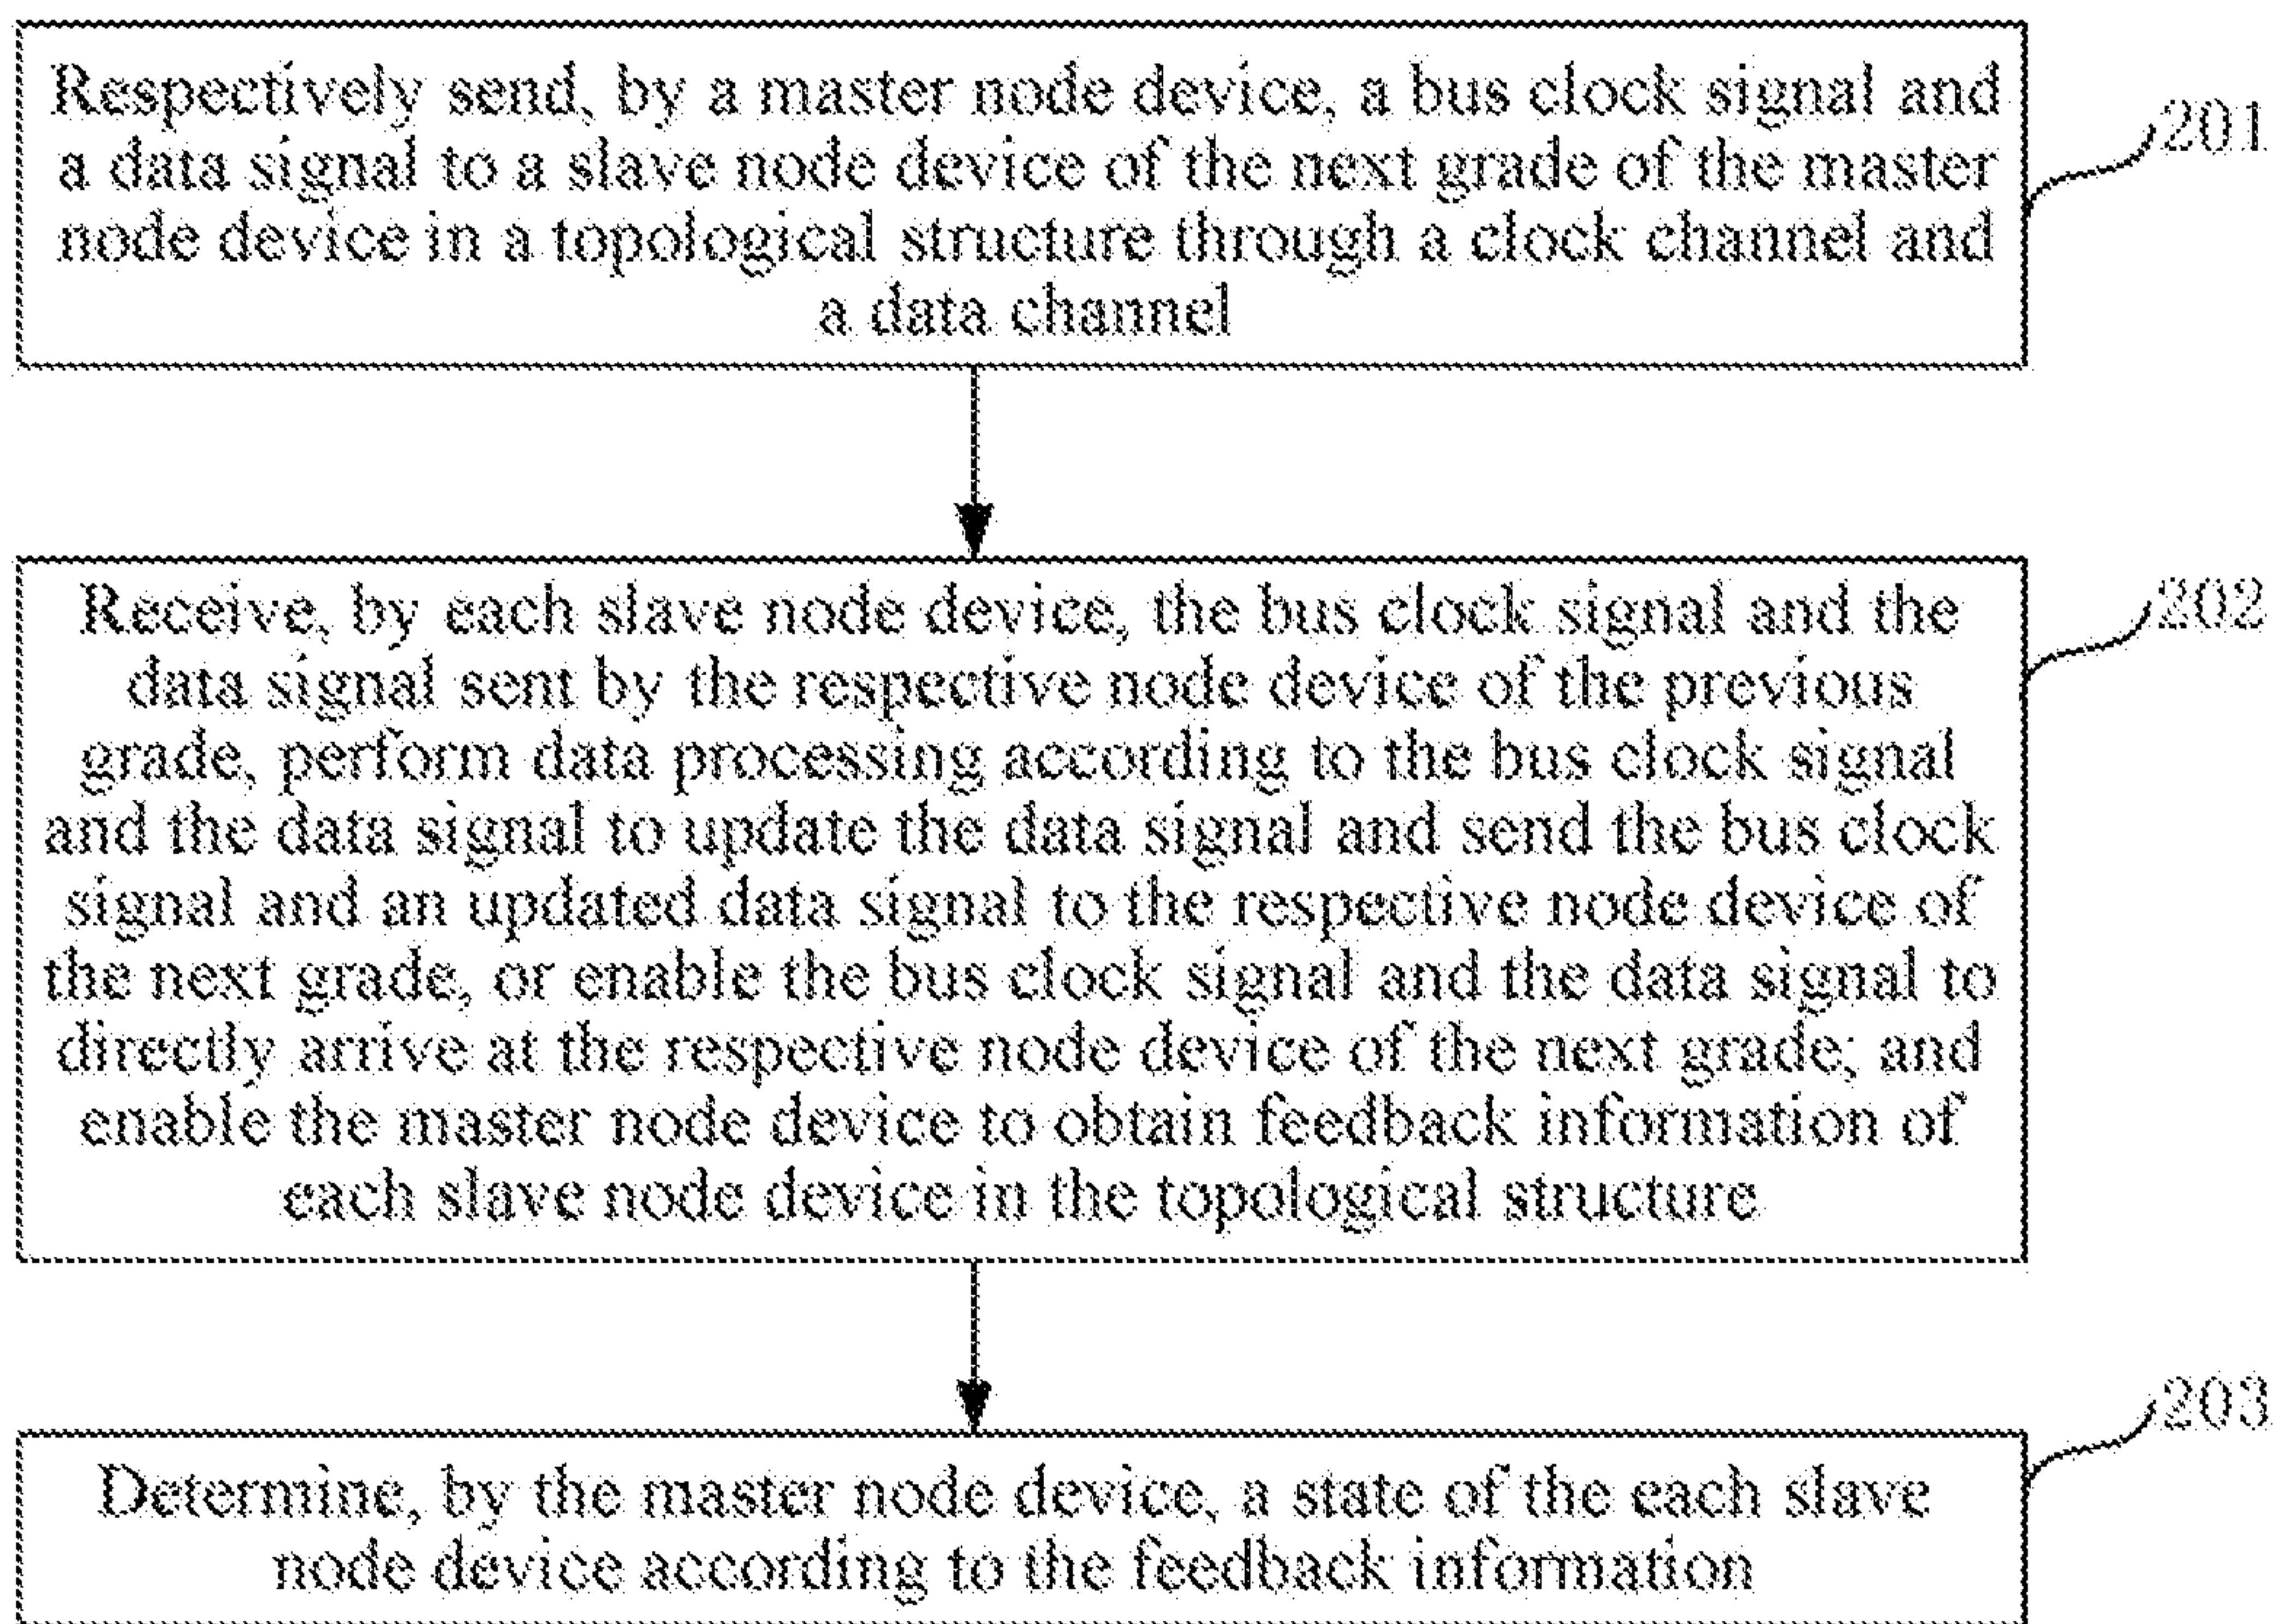 Respectively send, by a master node device, a bus clock signal and
a data signal to a slave node device of the next grade of the master
node device in a topological structure through a clock channel and
a data channel
201
Receive, by each slave node device, the bus clock signal and the
data signal sent by the respective node device of the previous
grade, perform data processing according to the bus clock signal
and the data signal to update the data signal and send the bus clock
signal and an updated data signal to the respective node device of
the next grade, or enable the bus clock signal and the data signal to
directly arrive at the respective node device of the next grade; and
enable the master node device to obtain feedback information of
each slave node device in the topological structure
202
Determine, by the master node device, a state of the each slave
node device according to the feedback information
203